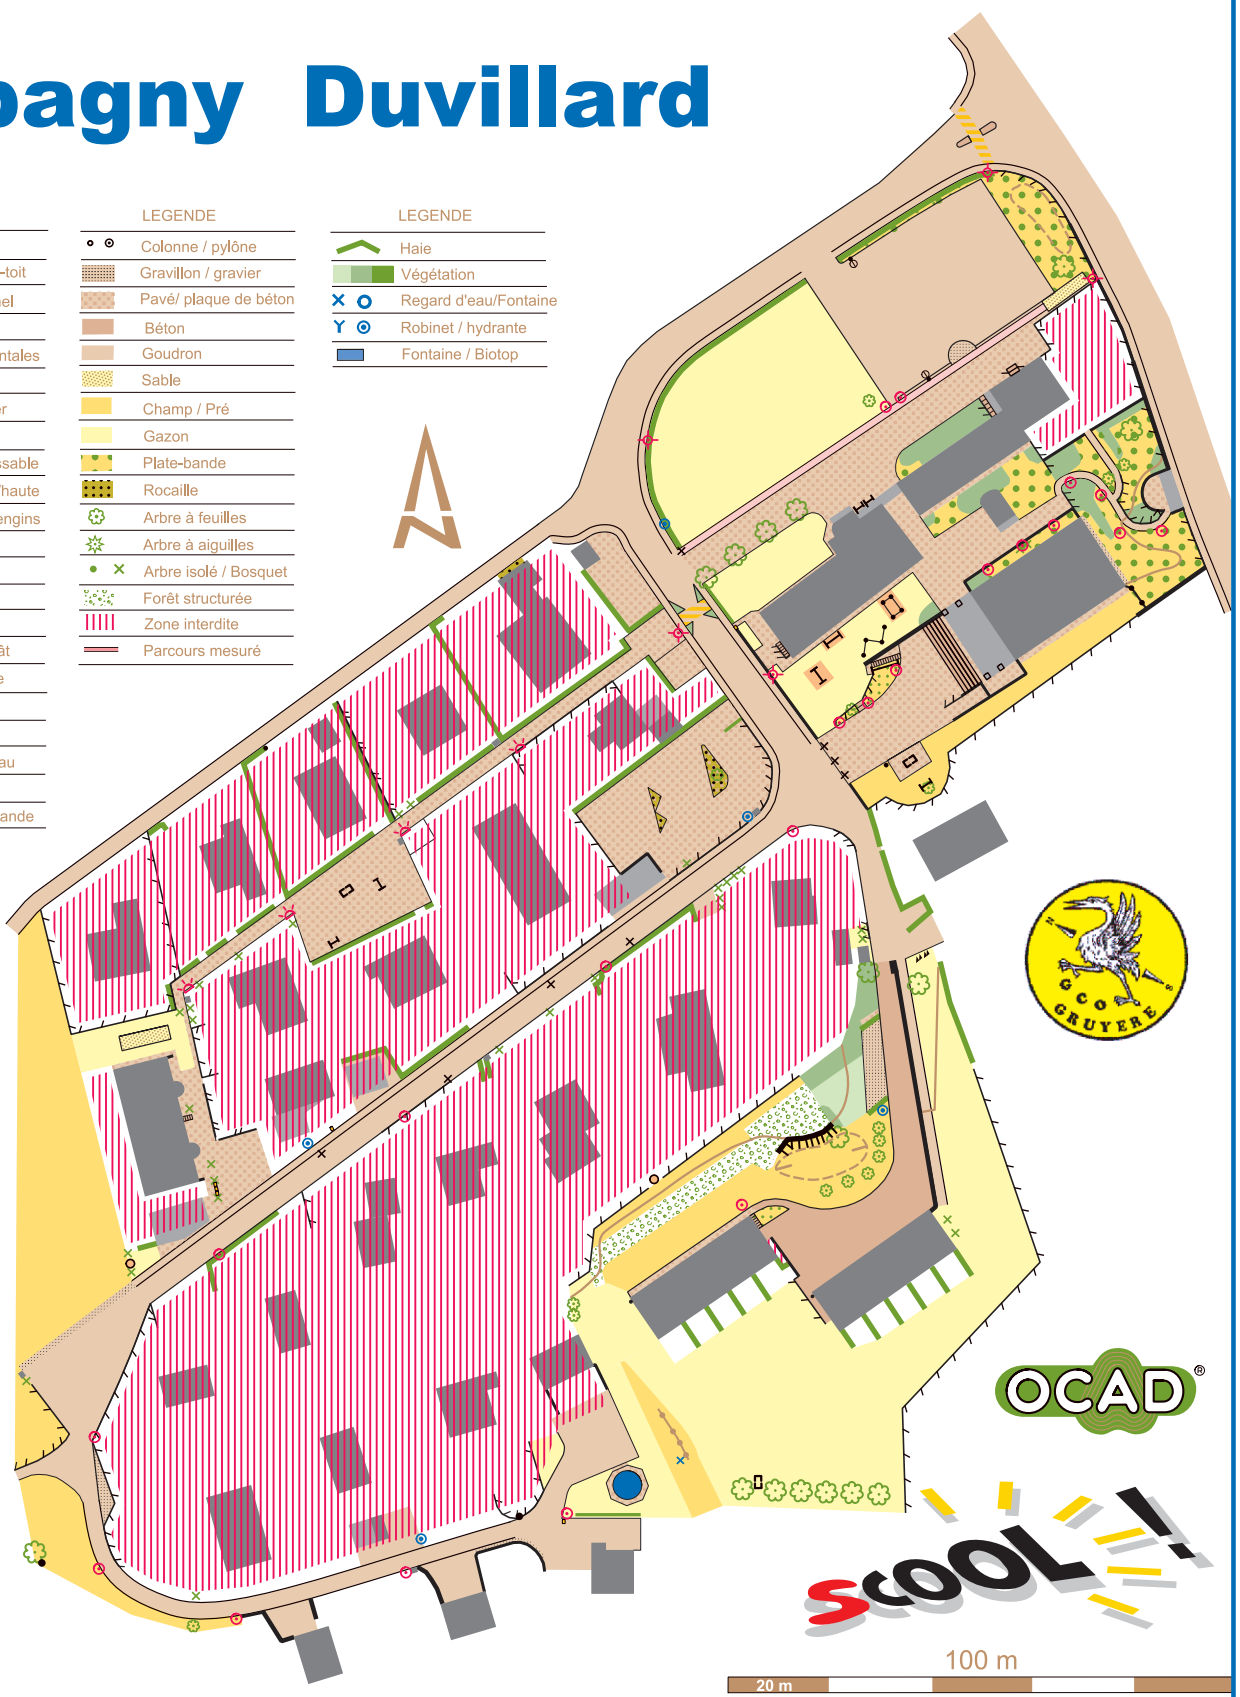 pagny Duvillard
LEGENDE
-toit
el
ntales
er
ssable
/haute
engins
ât
e
au
ande
Colonne / pylône
Gravillon / gravier
Pavé/ plaque de béton
Béton
Goudron
Sable
Champ / Pré
Gazon
Plate-bande
Rocaille
Arbre à feuilles
Arbre à aiguilles
Arbre isolé / Bosquet
Forêt structurée
Zone interdite
Parcours mesuré
LEGENDE
Haie
Végétation
Regard d'eau/Fontaine
Robinet / hydrante
Fontaine / Biotop
N
S
GCO
GRUYERE
OCAD®
sCOOL!
100 m
20 m